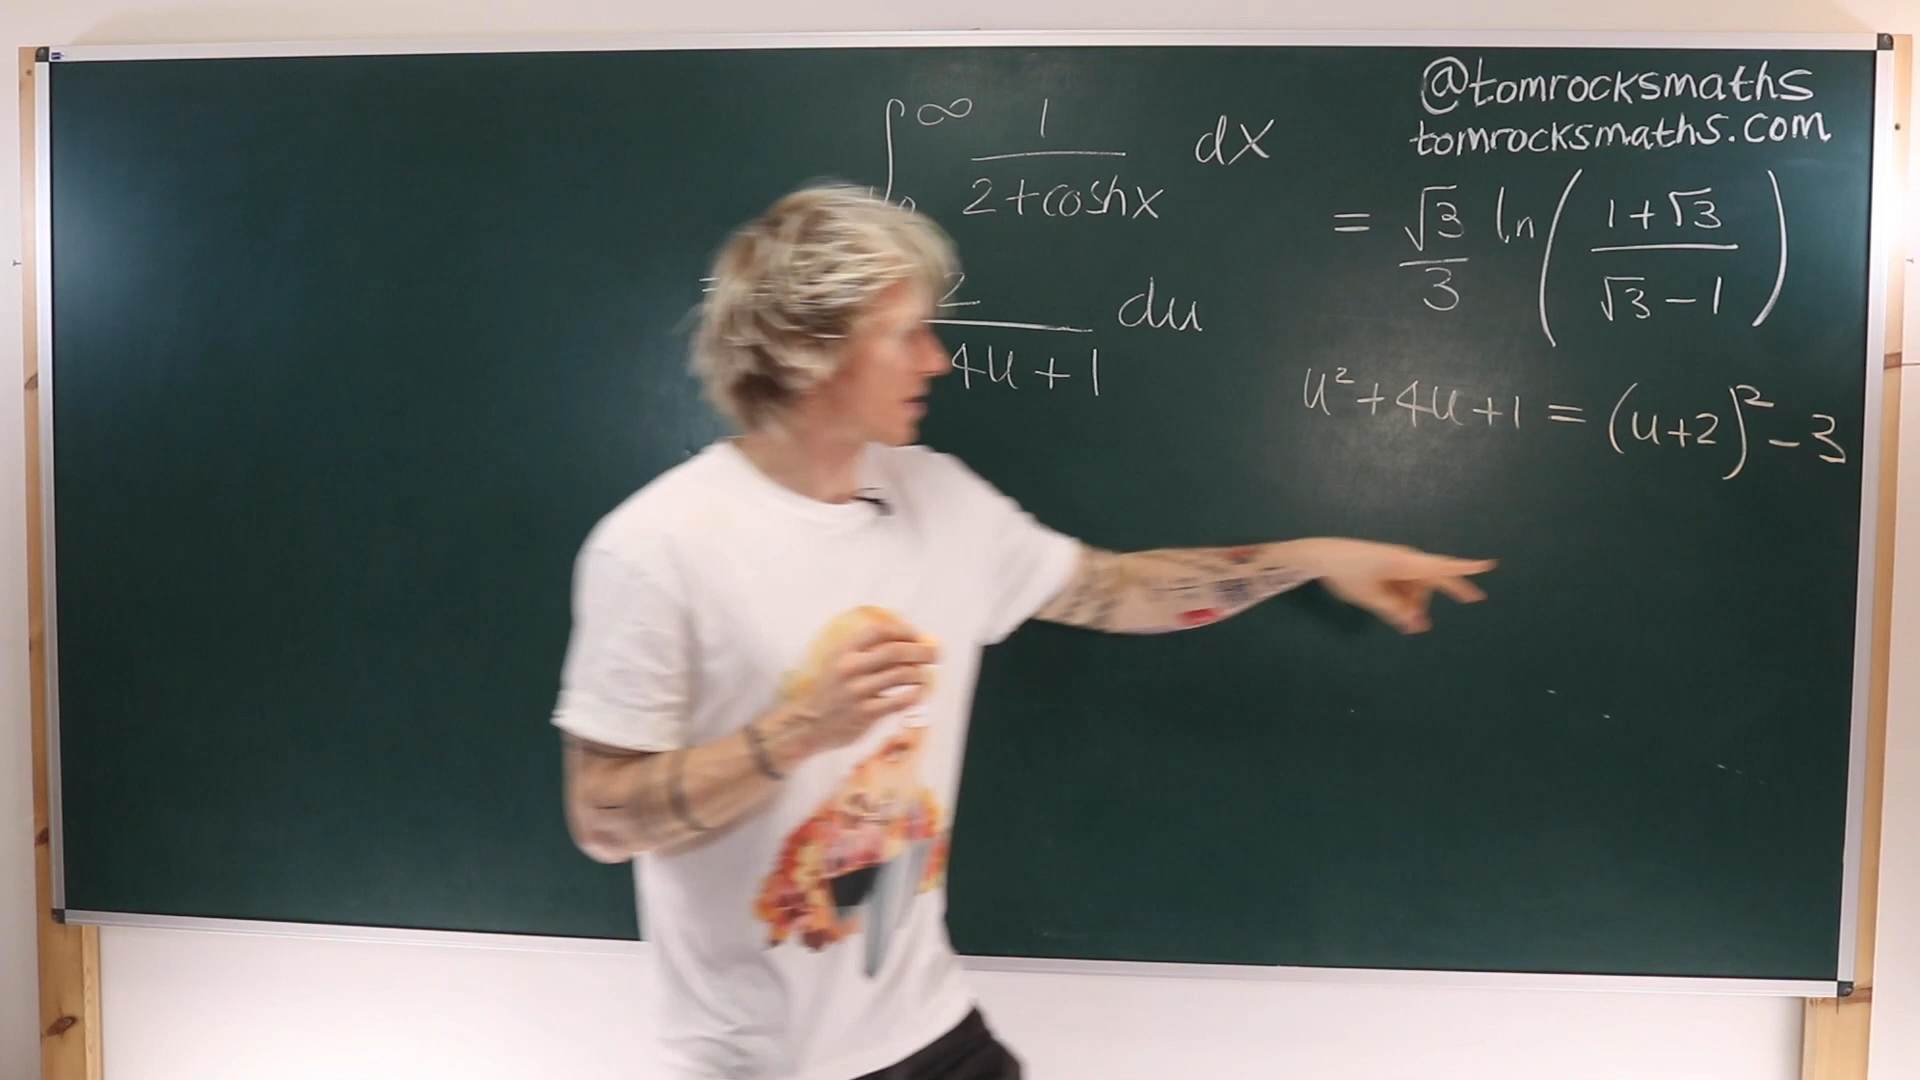 @tomrocksmaths
tomrocksmaths.com
∫₀^∞ 1/(2+coshx) dx
= √3/3 ln((1+√3)/(√3-1))
= 2/(4u+1) du
u²+4u+1 = (u+2)²-3